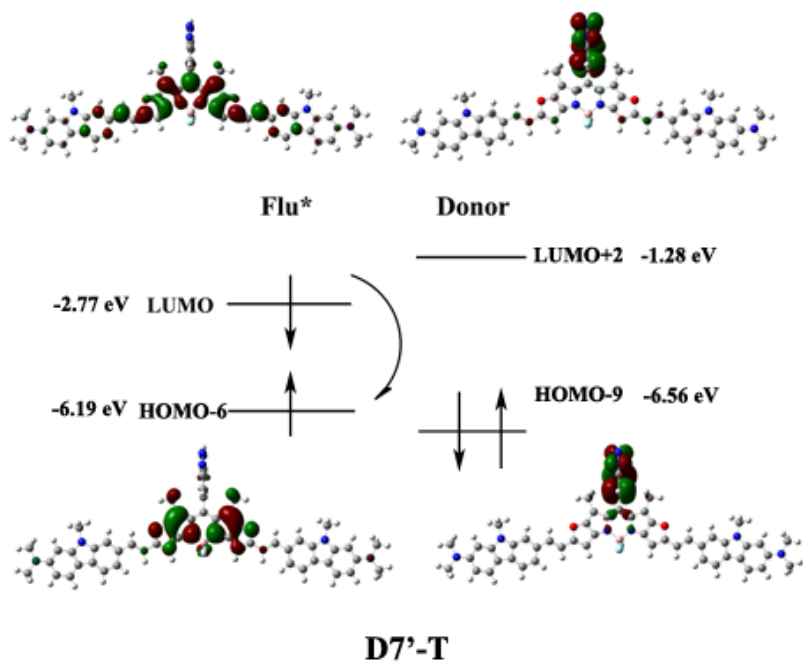 Flu* Donor
LUMO+2 -1.28 eV
-2.77 eV LUMO
HOMO-9 -6.56 eV
-6.19 eV HOMO-6
D7’-T